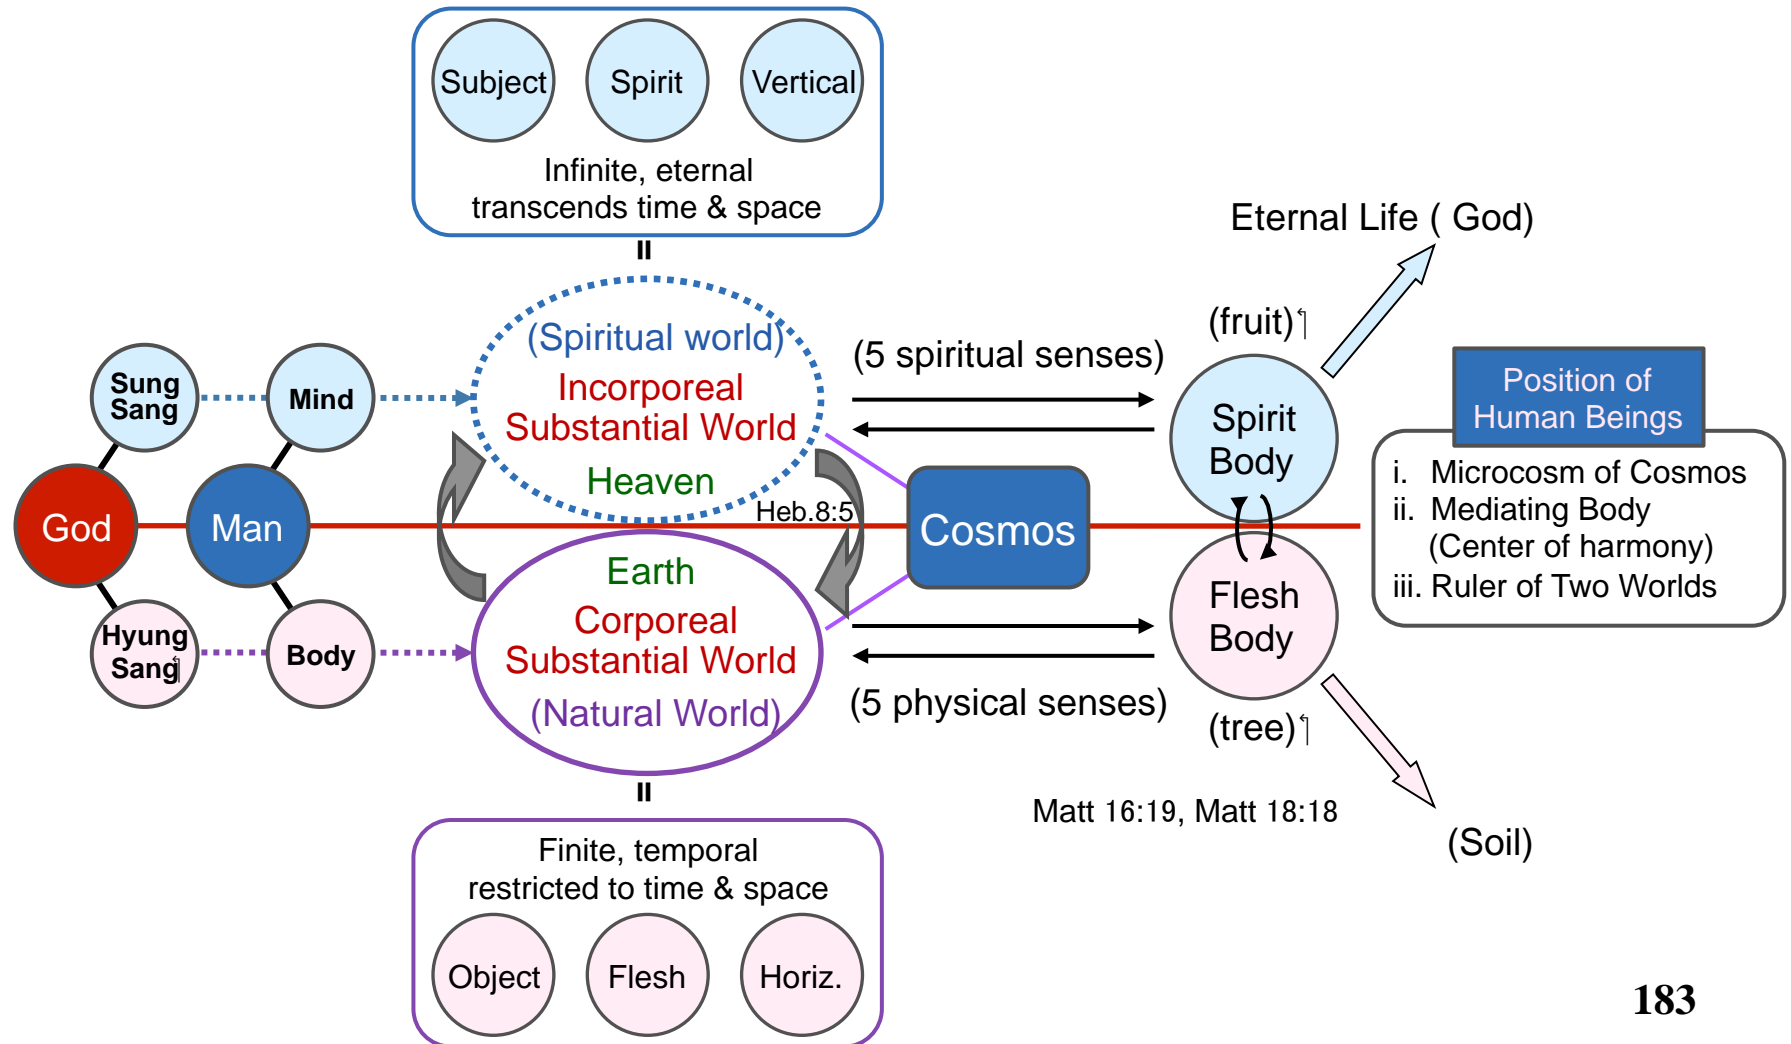 Subject
Spirit
Vertical
Infinite, eternal
transcends time & space
=
Eternal Life ( God)
(Spiritual world)
Incorporeal
Substantial World
Heaven
Heb.8:5
(5 spiritual senses)
(fruit)
Sung
Sang
Mind
God
Man
Hyung
Sang
Body
Cosmos
Spirit
Body
Flesh
Body
Position of
Human Beings
i. Microcosm of Cosmos
ii. Mediating Body
(Center of harmony)
iii. Ruler of Two Worlds
Earth
Corporeal
Substantial World
(Natural World)
(5 physical senses)
(tree)
=
Matt 16:19, Matt 18:18
(Soil)
Finite, temporal
restricted to time & space
Object
Flesh
Horiz.
183